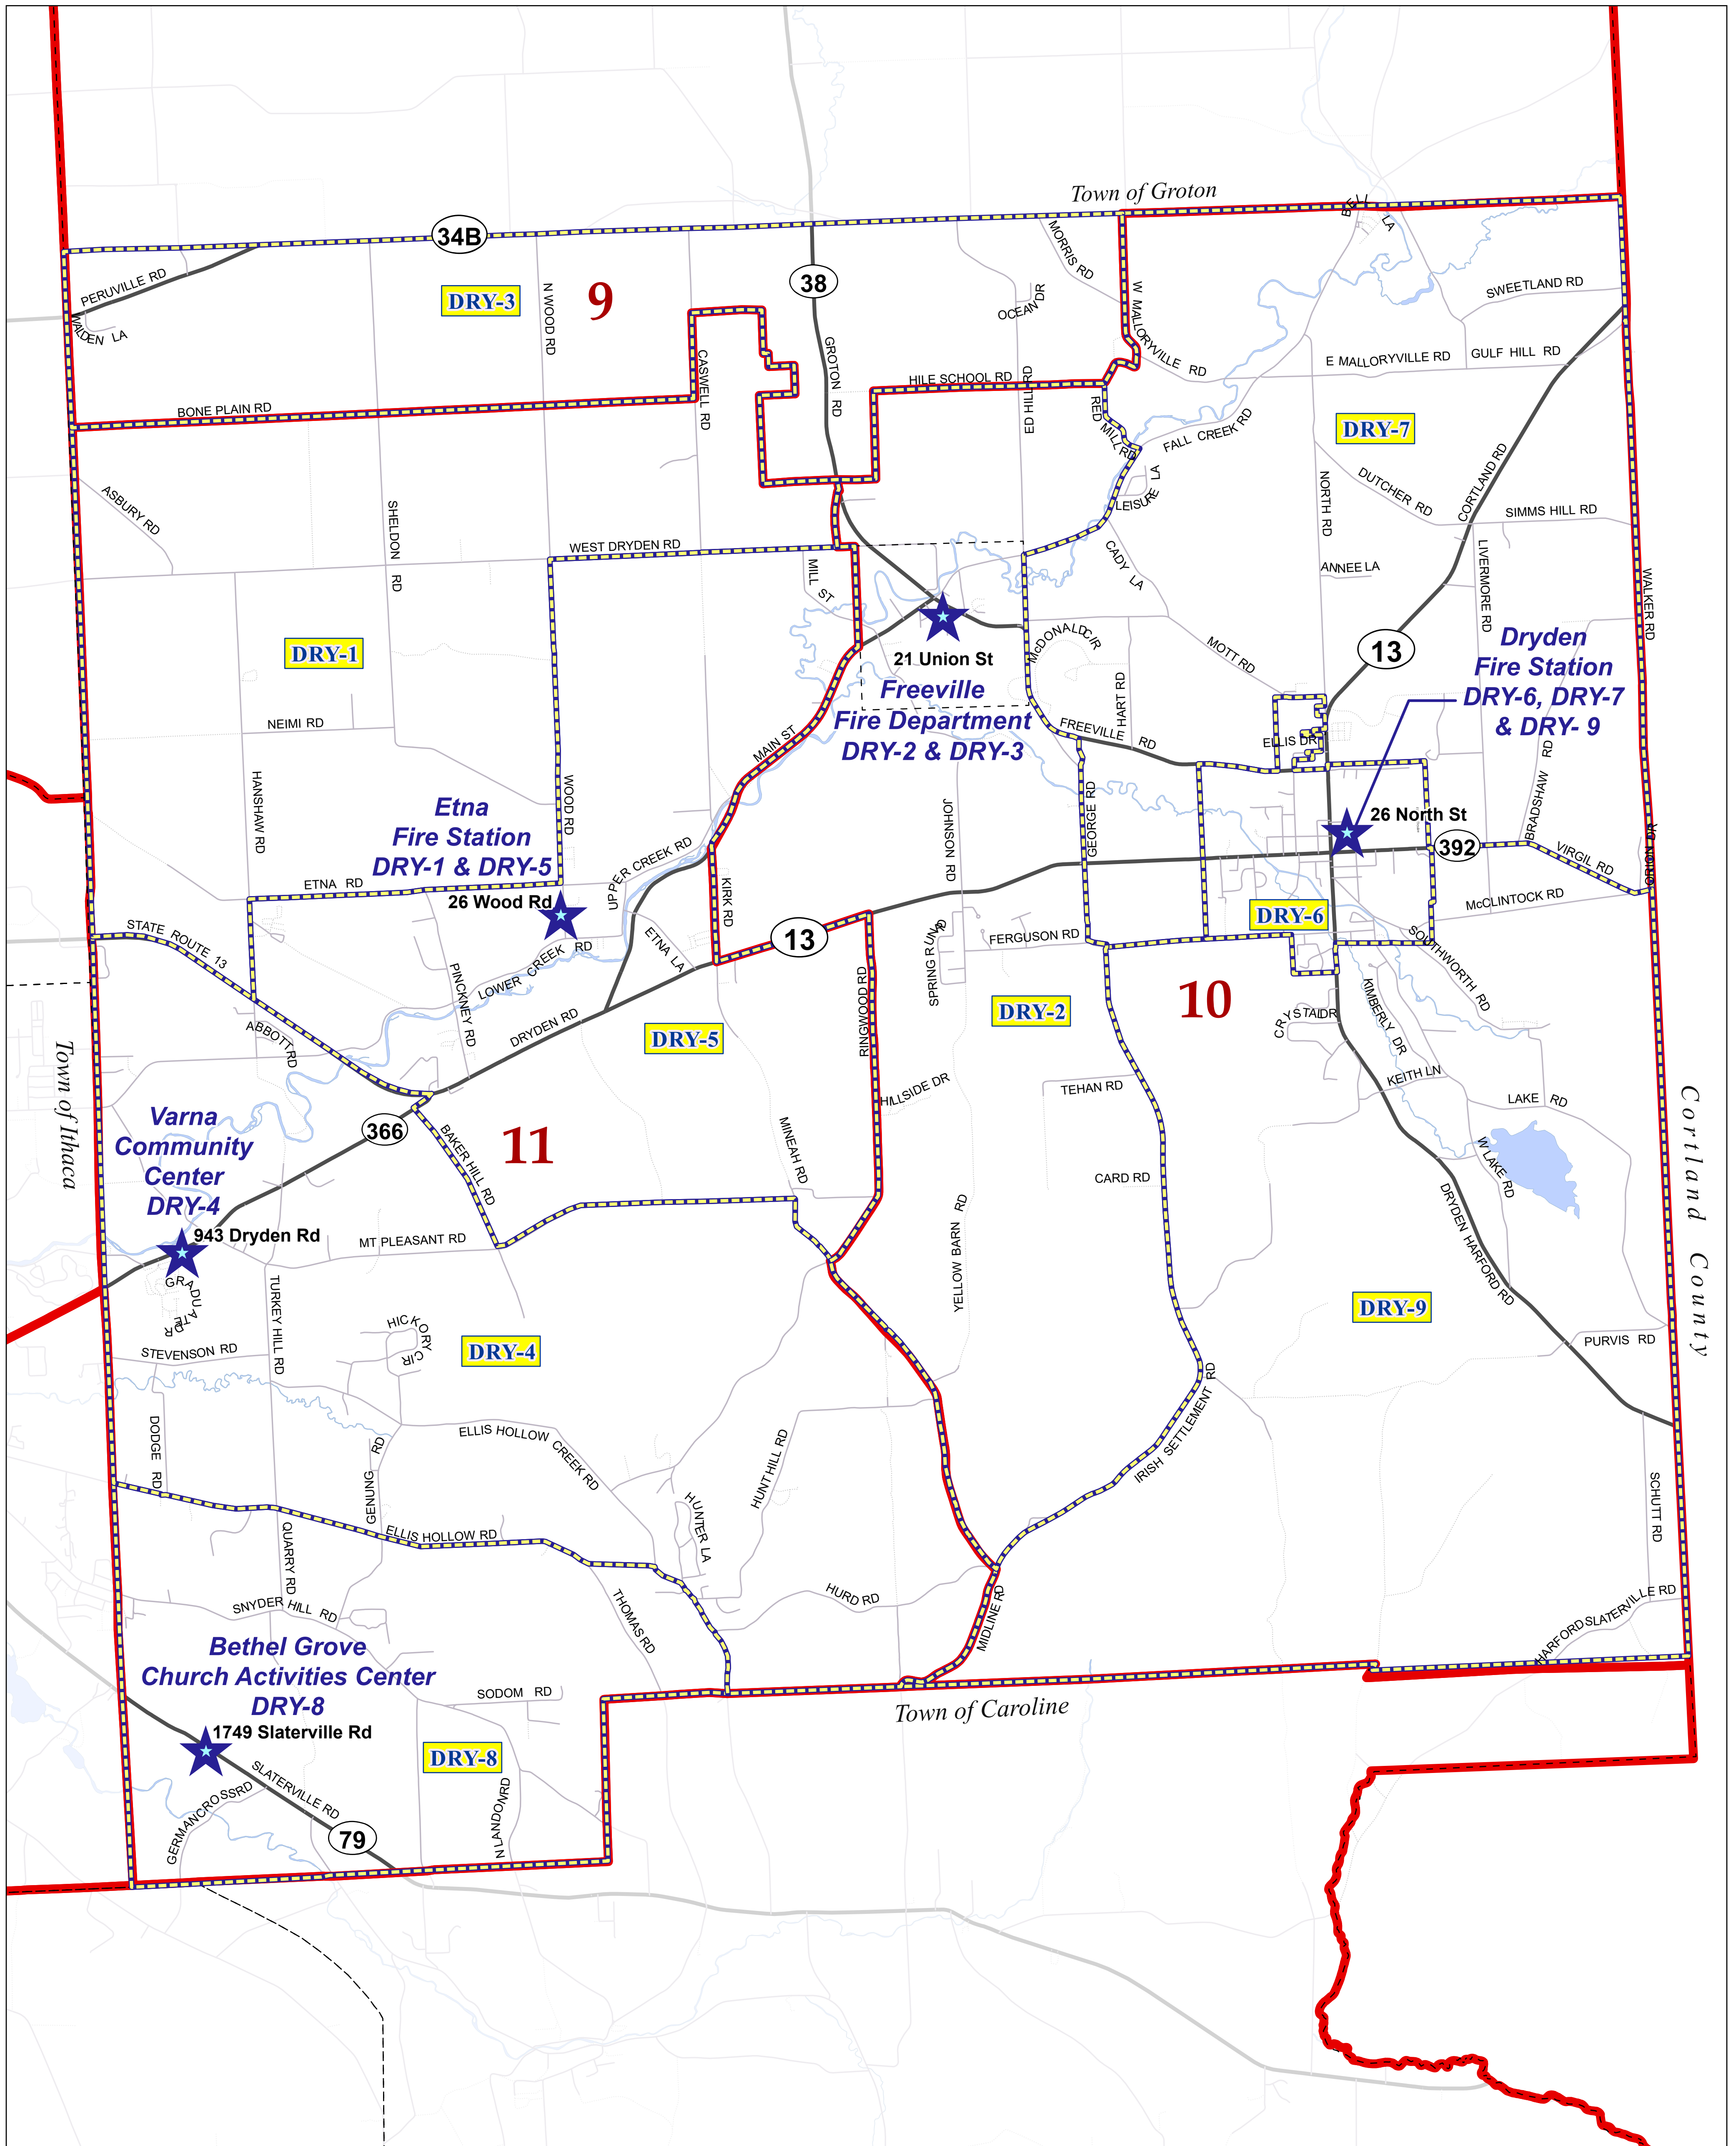 Town of Groton
BELL LA
34B
MORRIS RD
PERUVILLE RD
38
W MALLORYVILLE RD
SWEETLAND RD
DRY-3
9
N WOOD RD
OCEAN DR
WALDEN LA
GROTON RD
E MALLORYVILLE RD
GULF HILL RD
CASWELL RD
HILE SCHOOL RD
ED HILL RD
BONE PLAIN RD
RED MILL RD
FALL CREEK RD
DRY-7
CORTLAND RD
ASBURY RD
SHELDON RD
LEISURE LA
NORTH RD
DUTCHER RD
SIMMS HILL RD
WEST DRYDEN RD
MILL ST
CADY LA
ANNEE LA
LIVERMORE RD
WALKER RD
DRY-1
21 Union St
Freeville
Fire Department
DRY-2 & DRY-3
McDONALD CIR
HART RD
MOTT RD
13
Dryden
Fire Station
DRY-6, DRY-7
& DRY- 9
NEIMI RD
MAIN ST
FREEVILLE RD
ELLIS DR
BRADSHAW RD
HANSHAW RD
WOOD RD
Etna
Fire Station
DRY-1 & DRY-5
26 Wood Rd
JOHNSON RD
GEORGE RD
26 North St
392
VIRGIL RD
UNION RD
UPPER CREEK RD
ETNA RD
KIRK RD
McCLINTOCK RD
DRY-6
STATE ROUTE 13
ETNA LA
13
SPRING RUN RD
FERGUSON RD
SOUTHWORTH RD
LOWER CREEK RD
PINCKNEY RD
RINGWOOD RD
DRY-2
10
KIMBERLY DR
CRYSTAL DR
ABBOTT RD
DRYDEN RD
DRY-5
Town of Ithaca
KEITH LN
HILLSIDE DR
TEHAN RD
LAKE RD
Cortland County
Varna
Community
Center
DRY-4
943 Dryden Rd
366
11
BAKER HILL RD
MINEAH RD
CARD RD
W LAKE RD
MT PLEASANT RD
YELLOW BARN RD
DRYDEN HARFORD RD
GRADUATE DR
TURKEY HILL RD
HICKORY CIR
DRY-9
STEVENSON RD
DRY-4
PURVIS RD
DODGE RD
GENUNG RD
ELLIS HOLLOW CREEK RD
HUNT HILL RD
IRISH SETTLEMENT RD
HUNTER LA
SCHUTT RD
ELLIS HOLLOW RD
QUARRY RD
SNYDER HILL RD
THOMAS RD
HURD RD
MIDLINE RD
HARFORD SLATERVILLE RD
Bethel Grove
Church Activities Center
DRY-8
1749 Slaterville Rd
SODOM RD
Town of Caroline
DRY-8
SLATERVILLE RD
GERMAN CROSS RD
N LANDON RD
79